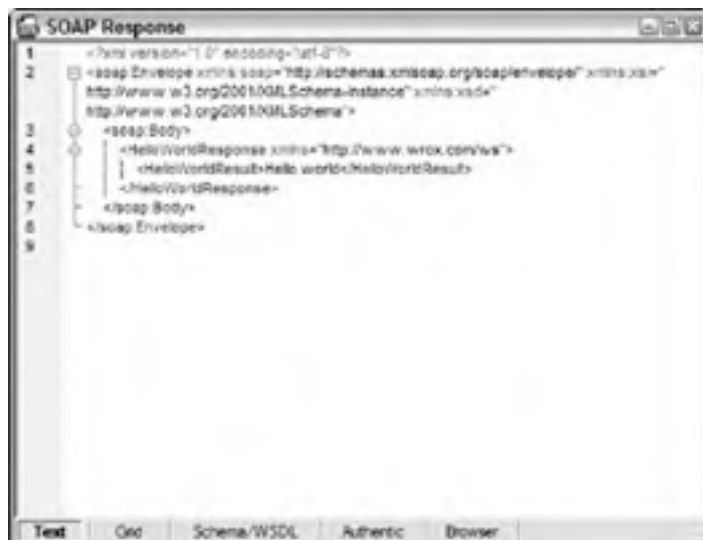 SOAP Response
1 <?xml version="1.0" encoding="utf-8"?>
2 <soap:Envelope xmlns:soap="http://schemas.xmlsoap.org/soap/envelope/" xmlns:xsi="
http://www.w3.org/2001/XMLSchema-instance" xmlns:xsd="
http://www.w3.org/2001/XMLSchema">
3 <soap:Body>
4 <HelloWorldResponse xmlns="http://www.wrox.com/ws">
5 <HelloWorldResult>Hello world</HelloWorldResult>
6 </HelloWorldResponse>
7 </soap:Body>
8 </soap:Envelope>
9
Text Grid Schema/WSDL Authentic Browser